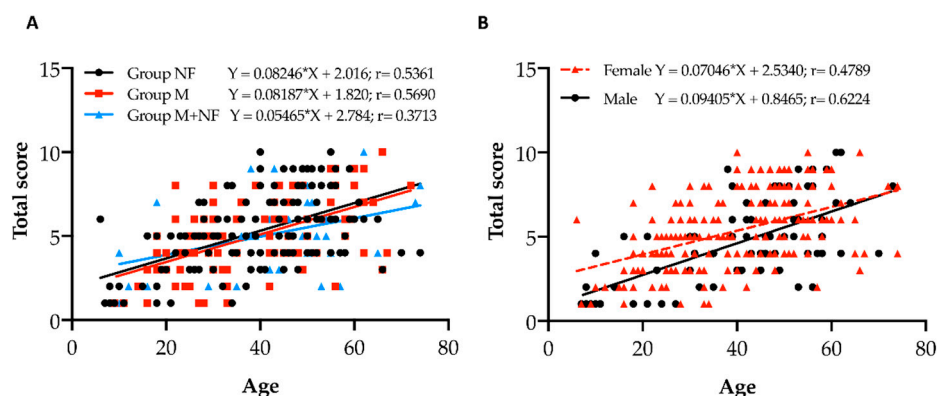 A
Group NF Y = 0.08246*X + 2.016; r= 0.5361
Group M Y = 0.08187*X + 1.820; r= 0.5690
Group M+NF Y = 0.05465*X + 2.784; r= 0.3713
Total score
15
10
5
0
0 20 40 60 80
Age
B
Female Y = 0.07046*X + 2.5340; r= 0.4789
Male Y = 0.09405*X + 0.8465; r= 0.6224
Total score
15
10
5
0
0 20 40 60 80
Age